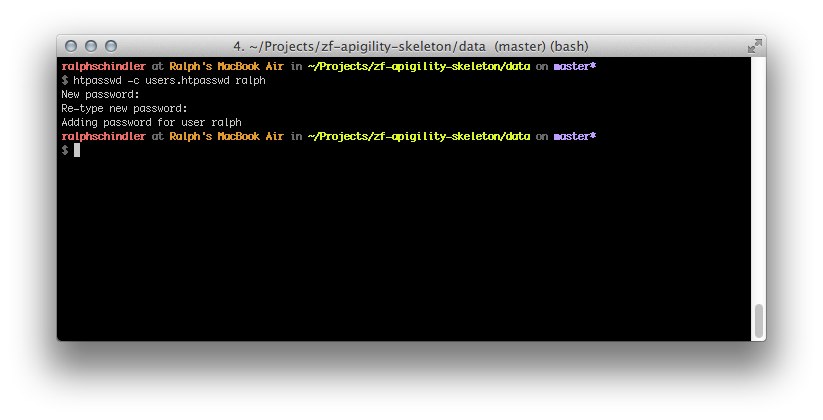 4. ~/Projects/zf-apigility-skeleton/data (master) (bash)
ralphschindler at Ralph's MacBook Air in ~/Projects/zf-apigility-skeleton/data on master*
$ htpasswd -c users.htpasswd ralph
New password:
Re-type new password:
Adding password for user ralph
ralphschindler at Ralph's MacBook Air in ~/Projects/zf-apigility-skeleton/data on master*
$